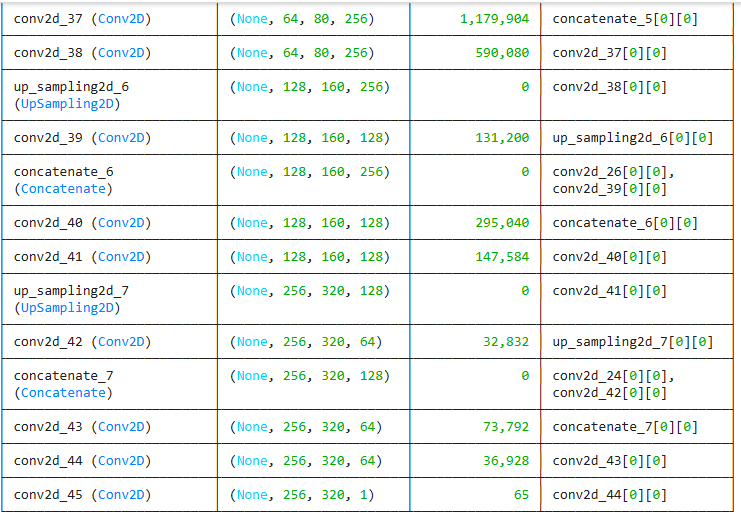 conv2d_37 (Conv2D) (None, 64, 80, 256) 1,179,904 concatenate_5[0][0]
conv2d_38 (Conv2D) (None, 64, 80, 256) 590,080 conv2d_37[0][0]
up_sampling2d_6 (None, 128, 160, 256) 0 conv2d_38[0][0]
(UpSampling2D)
conv2d_39 (Conv2D) (None, 128, 160, 128) 131,200 up_sampling2d_6[0][0]
concatenate_6 (None, 128, 160, 256) 0 conv2d_26[0][0],
(Concatenate) conv2d_39[0][0]
conv2d_40 (Conv2D) (None, 128, 160, 128) 295,040 concatenate_6[0][0]
conv2d_41 (Conv2D) (None, 128, 160, 128) 147,584 conv2d_40[0][0]
up_sampling2d_7 (None, 256, 320, 128) 0 conv2d_41[0][0]
(UpSampling2D)
conv2d_42 (Conv2D) (None, 256, 320, 64) 32,832 up_sampling2d_7[0][0]
concatenate_7 (None, 256, 320, 128) 0 conv2d_24[0][0],
(Concatenate) conv2d_42[0][0]
conv2d_43 (Conv2D) (None, 256, 320, 64) 73,792 concatenate_7[0][0]
conv2d_44 (Conv2D) (None, 256, 320, 64) 36,928 conv2d_43[0][0]
conv2d_45 (Conv2D) (None, 256, 320, 1) 65 conv2d_44[0][0]